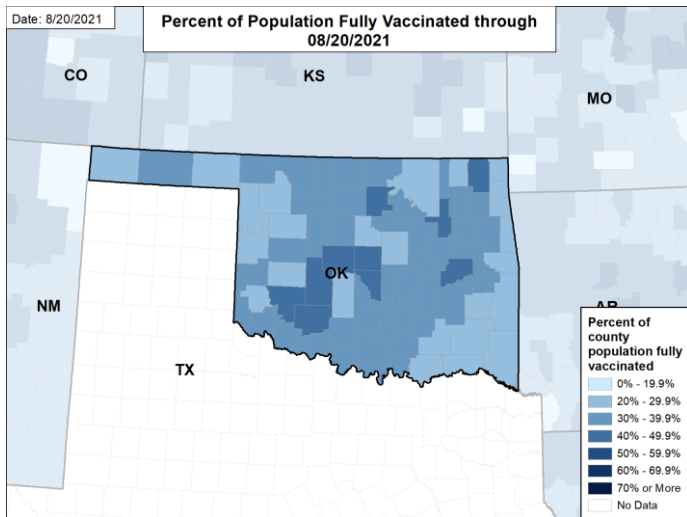 Date: 8/20/2021
Percent of Population Fully Vaccinated through
08/20/2021
CO
KS
MO
OK
NM
AR
TX
Percent of
county
population fully
vaccinated
0% - 19.9%
20% - 29.9%
30% - 39.9%
40% - 49.9%
50% - 59.9%
60% - 69.9%
70% or More
No Data